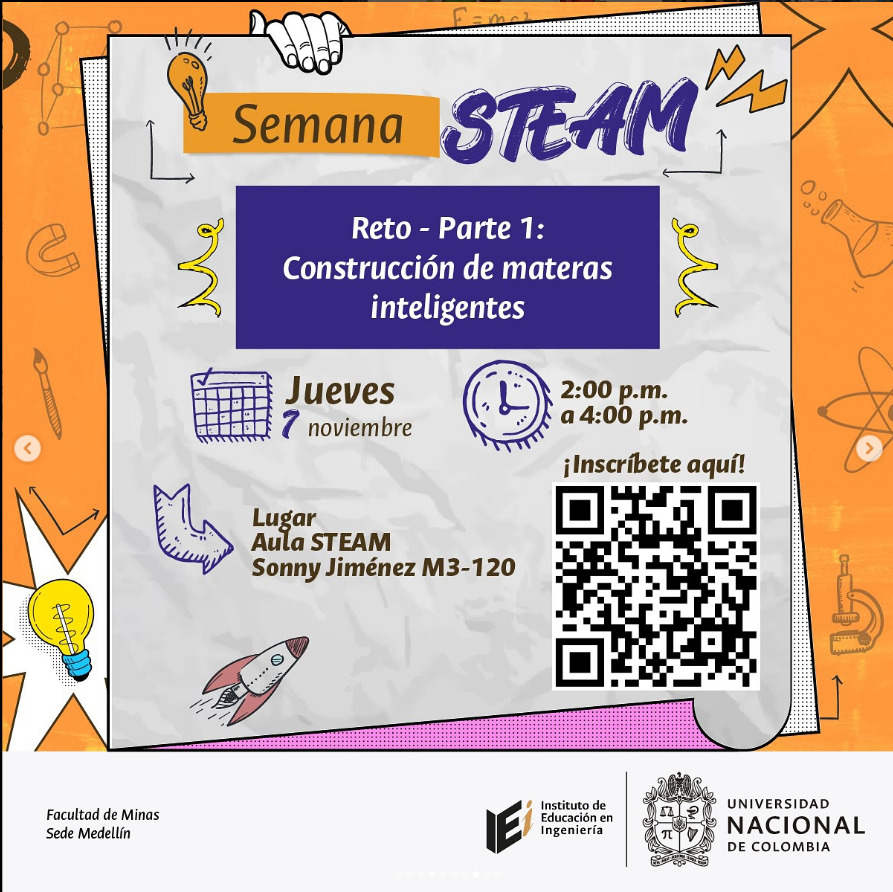 E=mc²
Semana STEAM
Reto - Parte 1:
Construcción de materas
inteligentes
Jueves
7 noviembre
2:00 p.m.
a 4:00 p.m.
¡Inscríbete aquí!
Lugar
Aula STEAM
Sonny Jiménez M3-120
Facultad de Minas
Sede Medellín
IEi
Instituto de
Educación en
Ingeniería
π
UNIVERSIDAD
NACIONAL
DE COLOMBIA